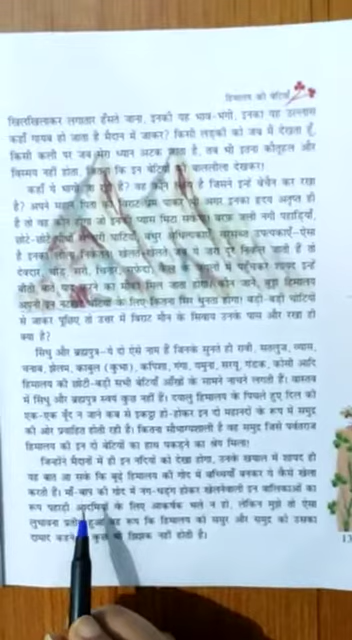 हिमालय की बेटियाँ
खिलखिलाकर लगातार हँसते जाना, इनकी यह भाव-भंगी, इनका यह उल्लास
कहाँ गायब हो जाता है मैदान में जाकर? किसी लड़की को जब मैं देखता हूँ,
किसी कली पर जब मेरा ध्यान अटक जाता है, तब भी इतना कौतूहल और
विस्मय नहीं होता, कि इन बेटियों की बाललीला देखकर!
कहाँ ये भागी जा रही हैं? वह कौन है जिसने इन्हें बेचैन कर रखा
है? अपने महान पिता का विराट प्रेम पाकर भी अगर इनका हृदय अतृप्त ही
है तो वह कौन होगा जो इनकी प्यास मिटा सकेगा! बरफ़ जली नंगी पहाड़ियाँ,
छोटे-छोटे भरी घाटियाँ, बंधुर अधित्यकाएँ, उपत्यकाएँ-ऐसा
है इनका निकेतन! खेलते-खेलते जब ये जरा दूर निकल जाती हैं तो
देवदार, चीड़, सरो, चिनार, सफ़ेदा, के में पहुँचकर शायद इन्हें
बीती बातें करने का मौका मिल जाता होगा। कौन जाने, बुड्ढा हिमालय
अपनी इन नटखट बेटियों के लिए कितना सिर धुनता होगा! बड़ी-बड़ी चोटियों
से जाकर पूछिए तो उत्तर में विराट मौन के सिवाय उनके पास और रखा ही
क्या है?
सिंधु और ब्रह्मपुत्र-ये दो ऐसे नाम हैं जिनके सुनते ही रावी, सतलुज, व्यास,
चनाब, झेलम, काबुल (कुभा), कपिशा, गंगा, यमुना, सरयू, गंडक, कोसी आदि
हिमालय की छोटी-बड़ी सभी बेटियाँ आँखों के सामने नाचने लगती हैं। वास्तव
में सिंधु और ब्रह्मपुत्र स्वयं कुछ नहीं हैं। दयालु हिमालय के पिघले हुए दिल की
एक-एक बूँद न जाने कब से इकट्ठा हो-होकर इन दो महानदों के रूप में समुद्र
की ओर प्रवाहित होती रही है। कितना सौभाग्यशाली है वह समुद्र जिसे पर्वतराज
हिमालय की इन दो बेटियों का हाथ पकड़ने का श्रेय मिला!
जिन्होंने मैदानों में ही इन नदियों को देखा होगा, उनके खयाल में शायद ही
यह बात आ सके कि बूढ़े हिमालय की गोद में बच्चियाँ बनकर ये कैसे खेला
करती हैं। माँ-बाप की गोद में नंग-धड़ंग होकर खेलनेवाली इन बालिकाओं का
रूप पहाड़ी आदमियों के लिए आकर्षक भले न हो, लेकिन मुझे तो ऐसा
लुभावना प्रतीत हुआ वह रूप कि हिमालय को ससुर और समुद्र को उसका
दामाद कहने में कुछ भी झिझक नहीं होती है।
13